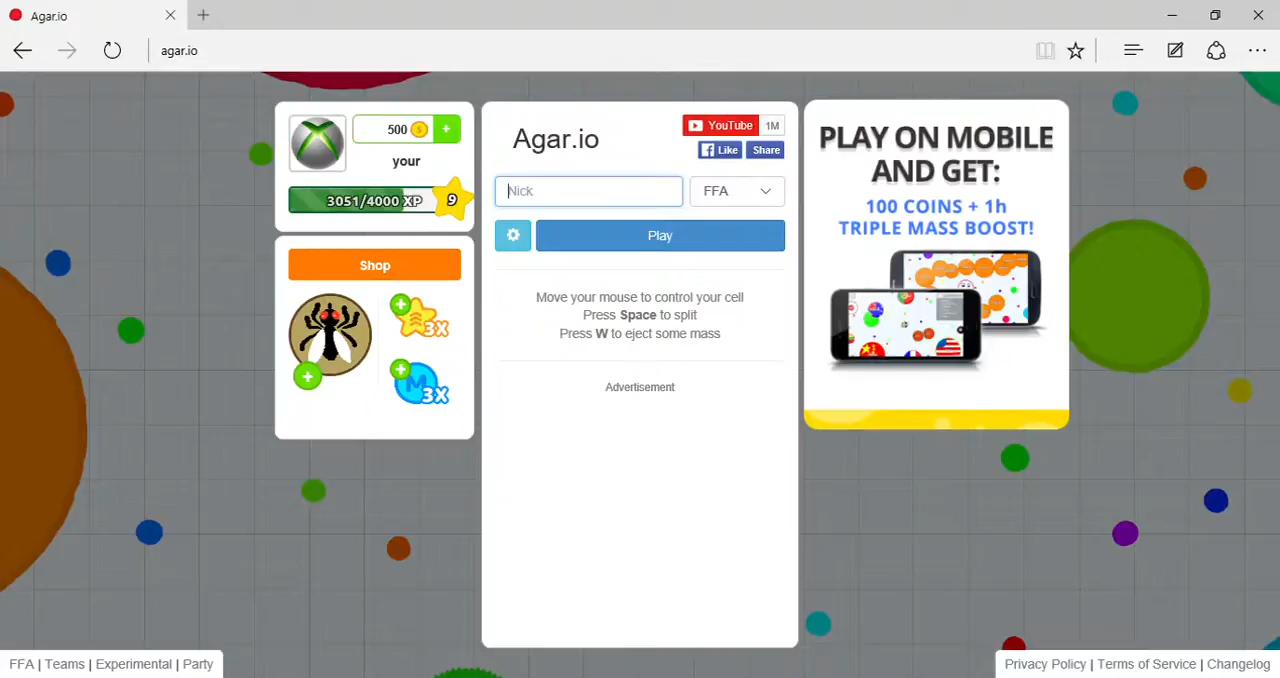 Agar.io
agar.io
500
your
3051/4000 XP
9
Shop
3X
M
3X
Agar.io
YouTube 1M
Like Share
Nick
FFA
Play
Move your mouse to control your cell
Press Space to split
Press W to eject some mass
Advertisement
PLAY ON MOBILE
AND GET:
100 COINS + 1h
TRIPLE MASS BOOST!
FFA | Teams | Experimental | Party
Privacy Policy | Terms of Service | Changelog